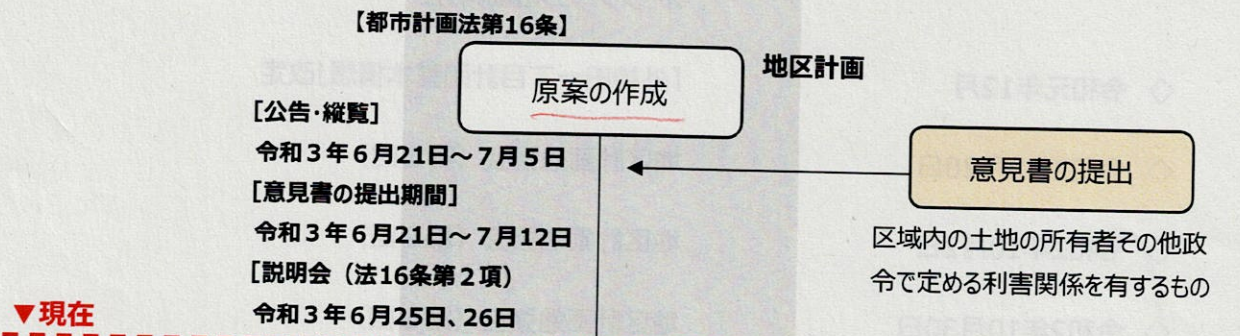 【都市計画法第16条】
原案の作成
地区計画
［公告･縦覧］
令和３年６月21日～７月５日
意見書の提出
［意見書の提出期間］
令和３年６月21日～７月12日
区域内の土地の所有者その他政
令で定める利害関係を有するもの
［説明会（法16条第２項）
令和３年６月25日、26日
▼現在